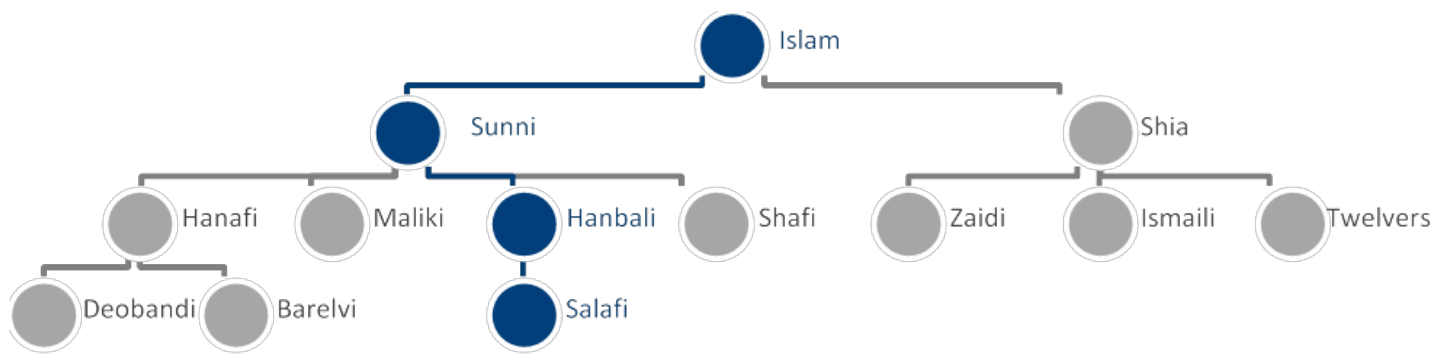 Islam
Sunni
Shia
Hanafi
Maliki
Hanbali
Shafi
Zaidi
Ismaili
Twelvers
Deobandi
Barelvi
Salafi